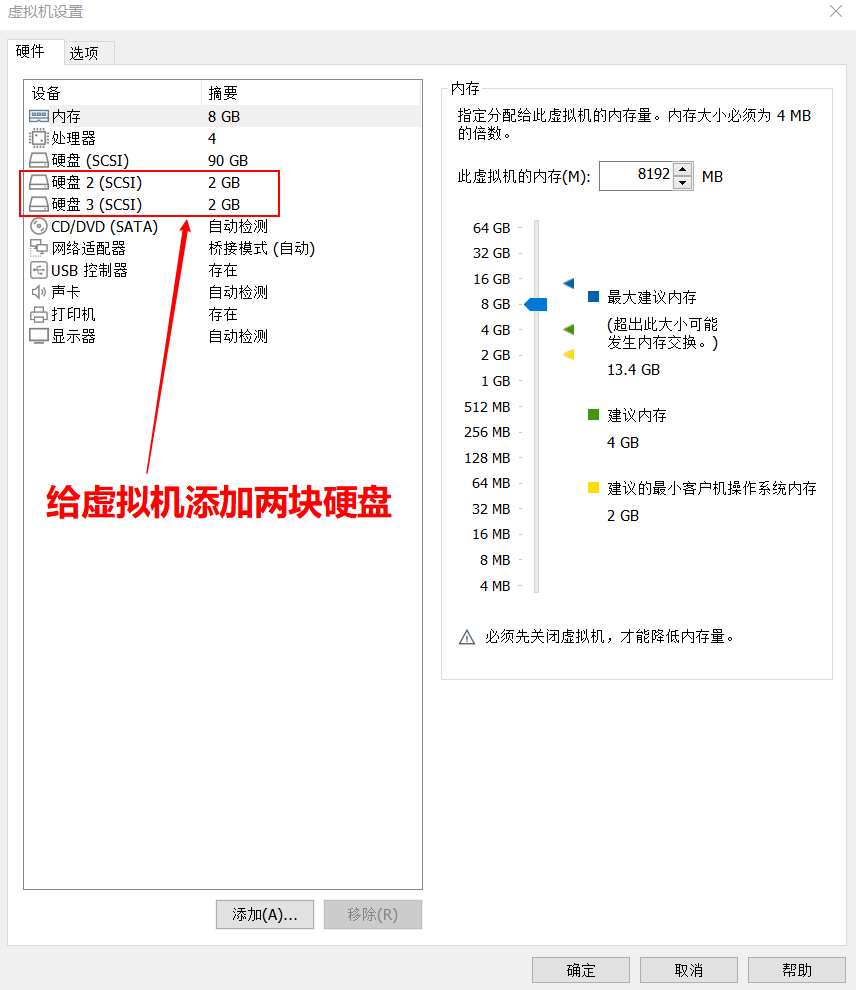 虚拟机设置
硬件
选项
设备 摘要
内存 8 GB
处理器 4
硬盘 (SCSI) 90 GB
硬盘 2 (SCSI) 2 GB
硬盘 3 (SCSI) 2 GB
CD/DVD (SATA) 自动检测
网络适配器 桥接模式 (自动)
USB 控制器 存在
声卡 自动检测
打印机 存在
显示器 自动检测
给虚拟机添加两块硬盘
添加(A)...
移除(R)
内存
指定分配给此虚拟机的内存量。内存大小必须为 4 MB
的倍数。
此虚拟机的内存(M): 8192 MB
64 GB
32 GB
16 GB
8 GB
4 GB
2 GB
1 GB
512 MB
256 MB
128 MB
64 MB
32 MB
16 MB
8 MB
4 MB
最大建议内存
(超出此大小可能
发生内存交换。)
13.4 GB
建议内存
4 GB
建议的最小客户机操作系统内存
2 GB
必须先关闭虚拟机，才能降低内存量。
确定
取消
帮助